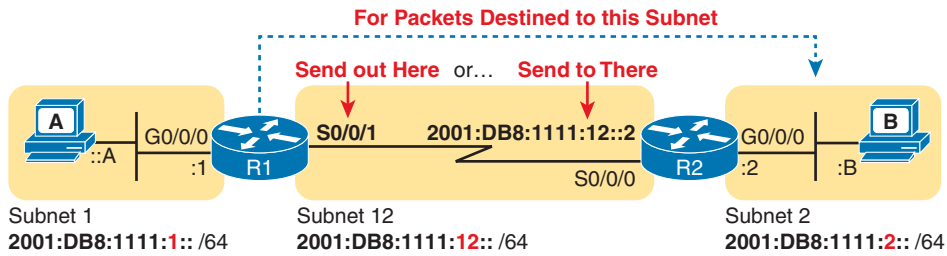 For Packets Destined to this Subnet
Send out Here or… Send to There
A
::A
G0/0/0
:1
R1
S0/0/1
2001:DB8:1111:12::2
S0/0/0
R2
G0/0/0
:2
:B
B
Subnet 1
2001:DB8:1111:1:: /64
Subnet 12
2001:DB8:1111:12:: /64
Subnet 2
2001:DB8:1111:2:: /64